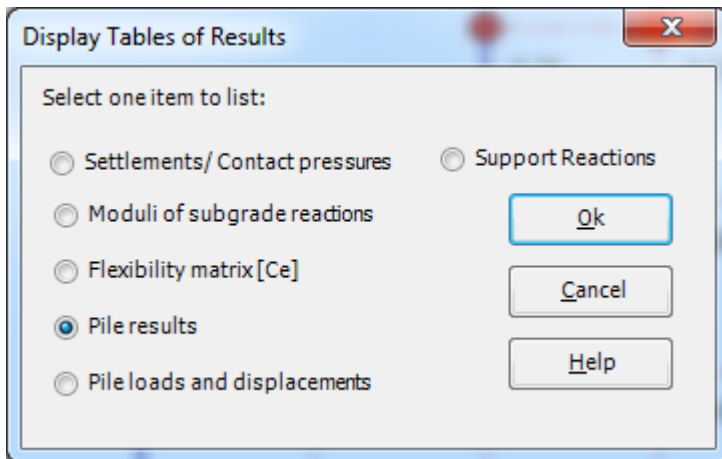 Display Tables of Results
Select one item to list:
Settlements/ Contact pressures
Support Reactions
Moduli of subgrade reactions
Ok
Flexibility matrix [Ce]
Cancel
Pile results
Help
Pile loads and displacements